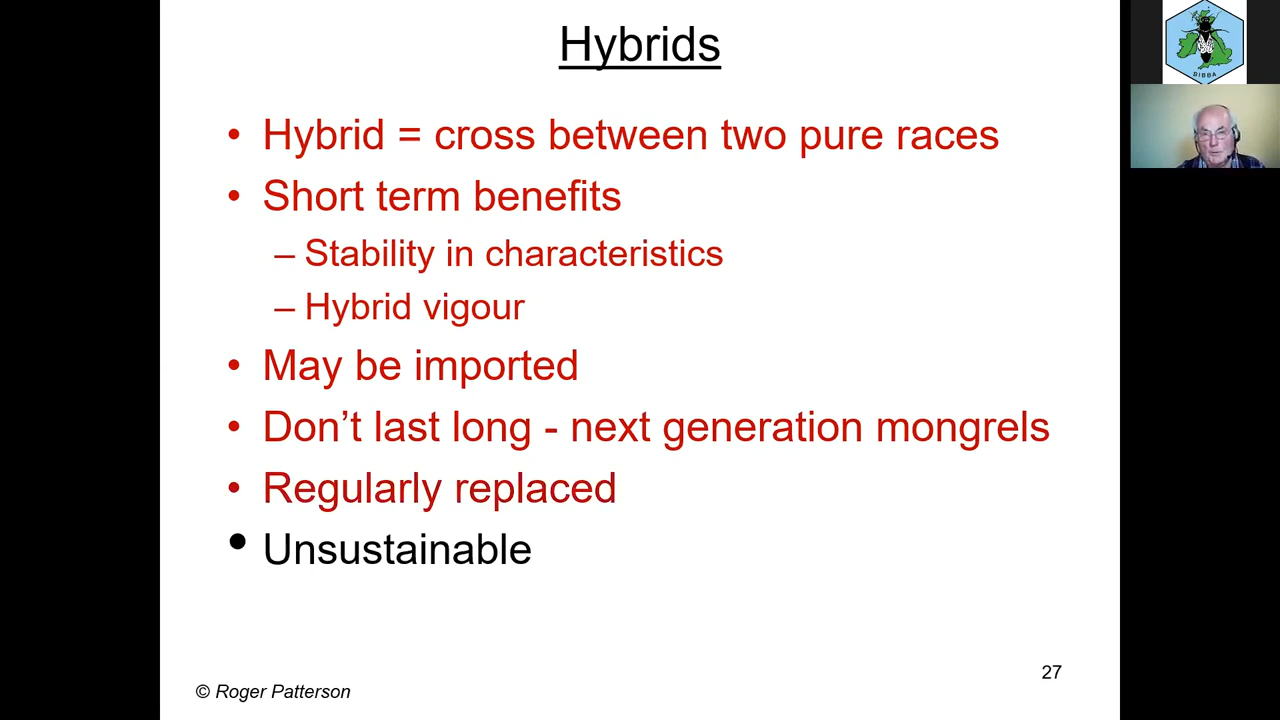 Hybrids
• Hybrid = cross between two pure races
• Short term benefits
– Stability in characteristics
– Hybrid vigour
• May be imported
• Don’t last long - next generation mongrels
• Regularly replaced
• Unsustainable
27
© Roger Patterson
BIBBA